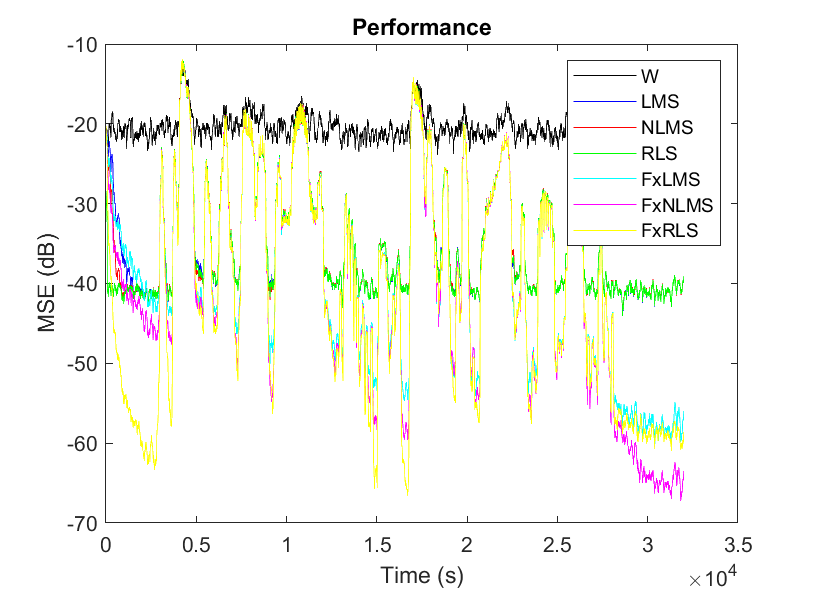 Performance
MSE (dB)
-10
-20
-30
-40
-50
-60
-70
W
LMS
NLMS
RLS
FxLMS
FxNLMS
FxRLS
0
0.5
1
1.5
2
2.5
3
3.5
×10^4
Time (s)